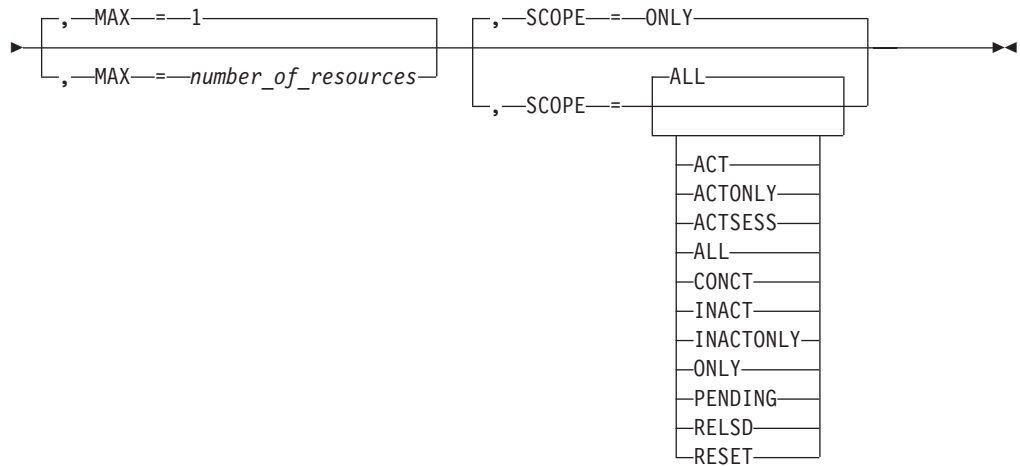 , MAX = 1 , SCOPE = ONLY
, MAX = number_of_resources ALL
, SCOPE =
ACT
ACTONLY
ACTSESS
ALL
CONCT
INACT
INACTONLY
ONLY
PENDING
RELSD
RESET